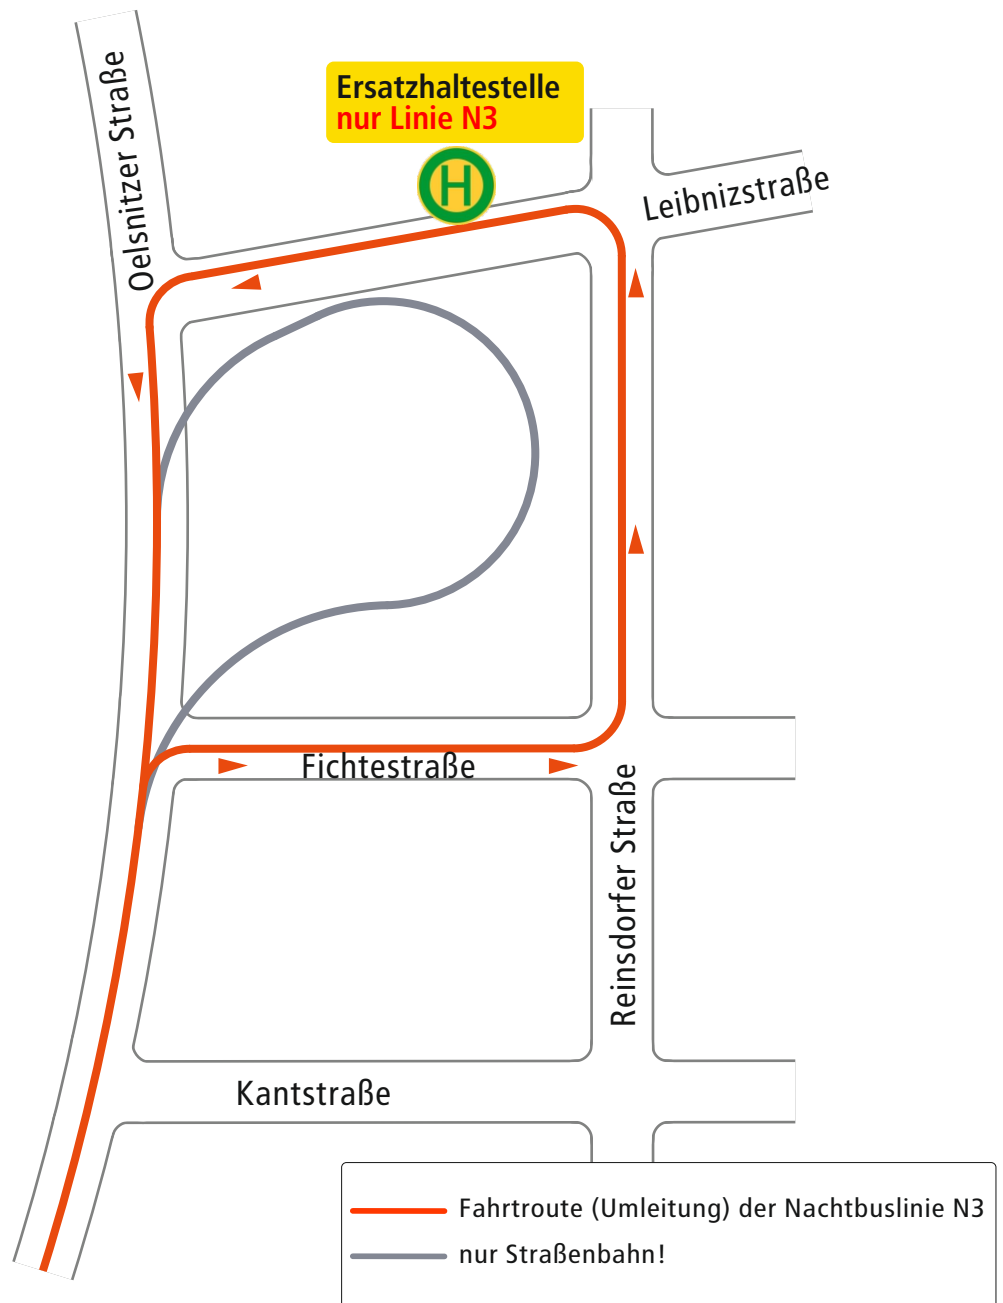 Oelsnitzer Straße
Ersatzhaltestelle
nur Linie N3
H
Leibnizstraße
Fichtestraße
Reinsdorfer Straße
Kantstraße
Fahrtroute (Umleitung) der Nachtbuslinie N3
nur Straßenbahn!